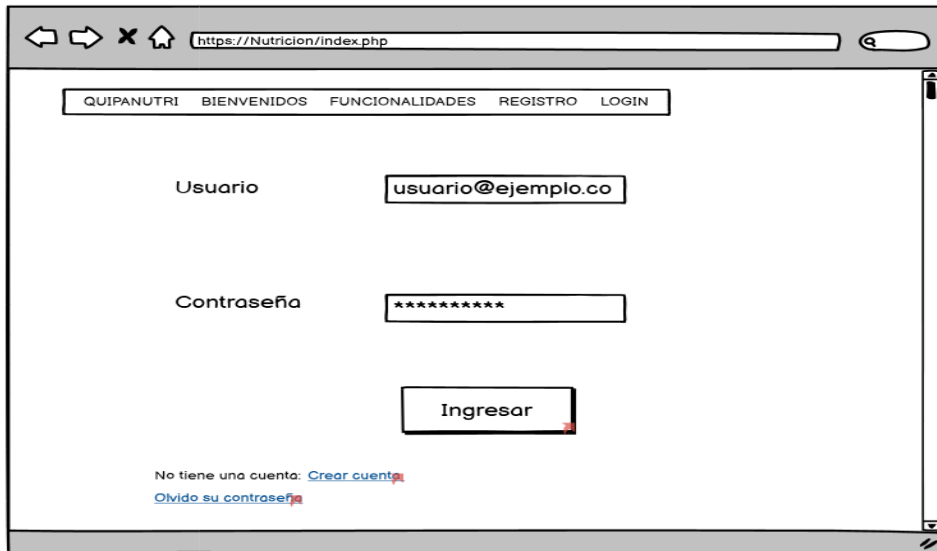 https://Nutricion/index.php
QUIPANUTRI BIENVENIDOS FUNCIONALIDADES REGISTRO LOGIN
Usuario usuario@ejemplo.co
Contraseña **********
Ingresar
No tiene una cuenta: Crear cuenta
Olvido su contraseña